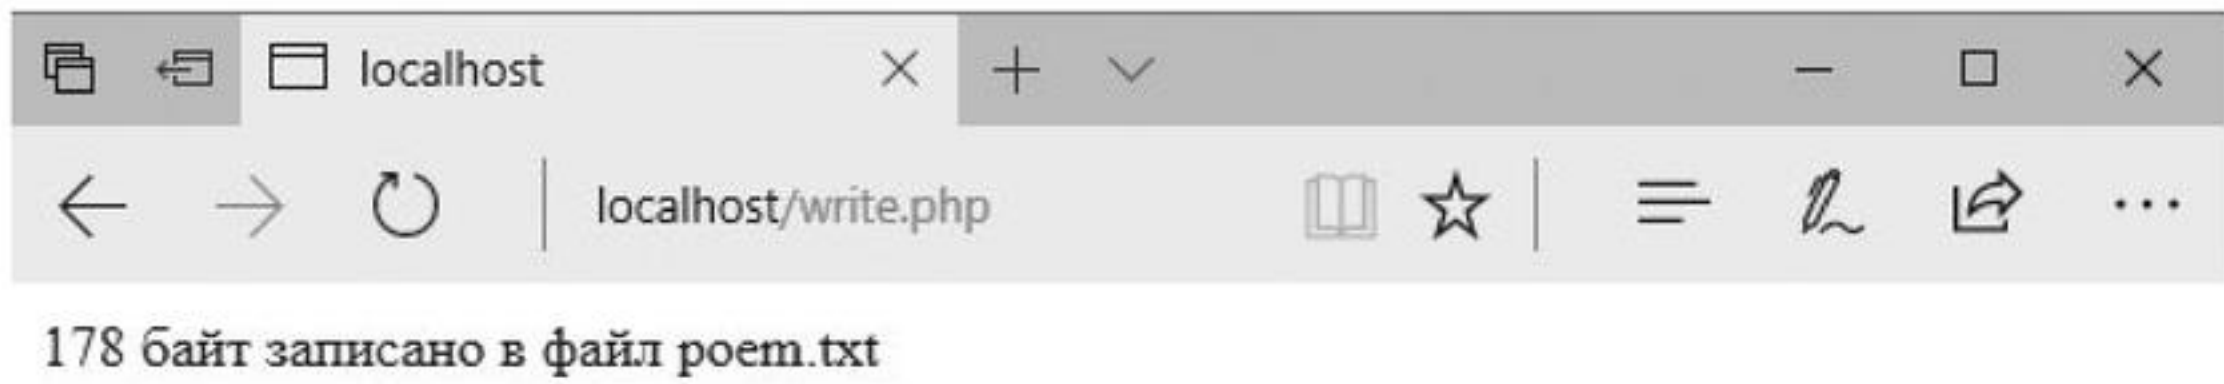 localhost
localhost/write.php
178 байт записано в файл poem.txt